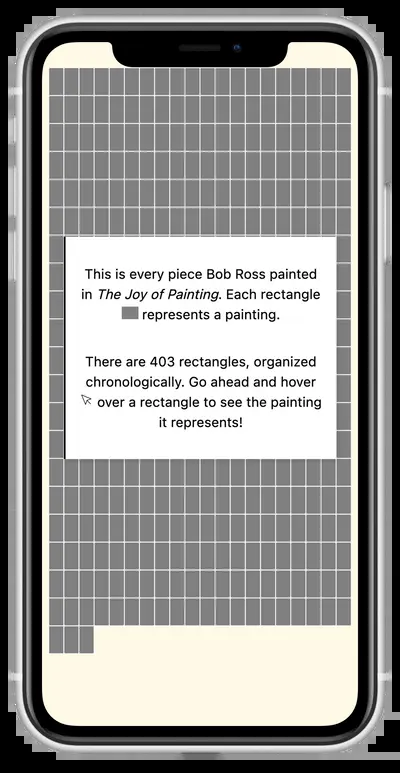 This is every piece Bob Ross painted
in The Joy of Painting. Each rectangle
represents a painting.
There are 403 rectangles, organized
chronologically. Go ahead and hover
over a rectangle to see the painting
it represents!